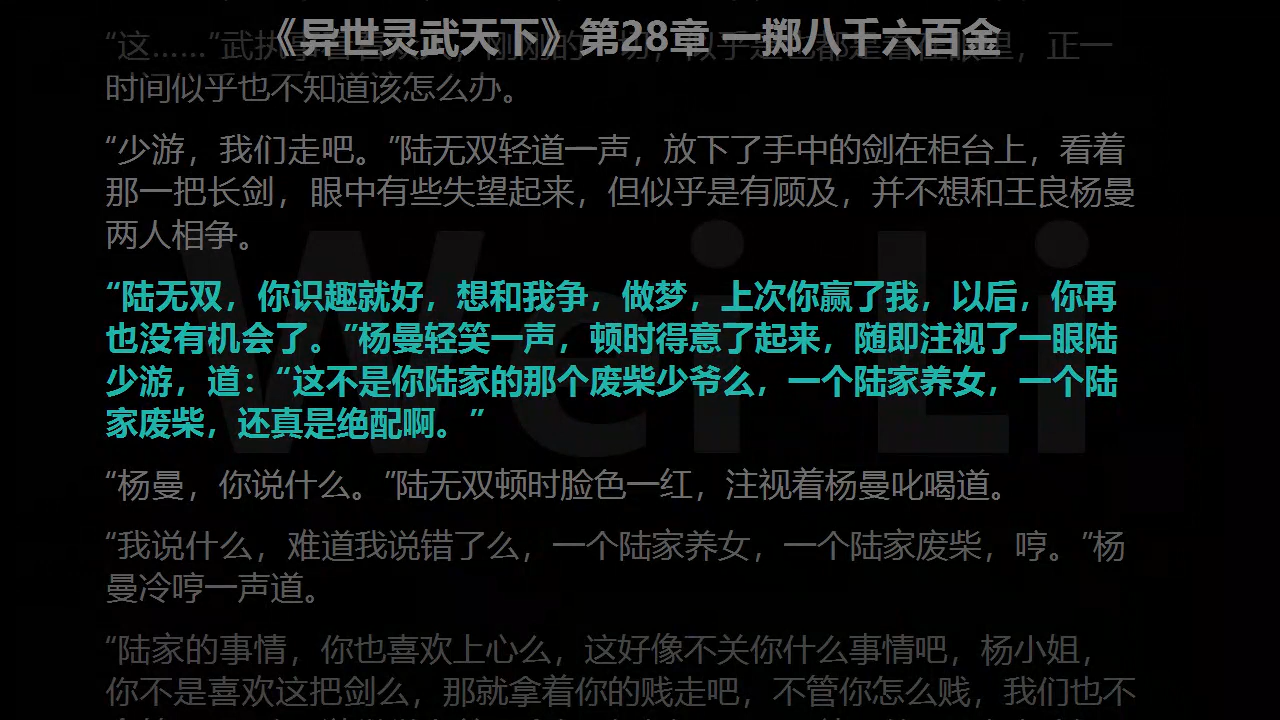 《异世灵武天下》第28章 一掷八千六百金
时间似乎也不知道该怎么办。
“少游，我们走吧。”陆无双轻道一声，放下了手中的剑在柜台上，看着
那一把长剑，眼中有些失望起来，但似乎是有顾及，并不想和王良杨曼
两人相争。
“陆无双，你识趣就好，想和我争，做梦，上次你赢了我，以后，你再
也没有机会了。”杨曼轻笑一声，顿时得意了起来，随即注视了一眼陆
少游，道：“这不是你陆家的那个废柴少爷么，一个陆家养女，一个陆
家废柴，还真是绝配啊。”
“杨曼，你说什么。”陆无双顿时脸色一红，注视着杨曼叱喝道。
“我说什么，难道我说错了么，一个陆家养女，一个陆家废柴，哼。”杨
曼冷哼一声道。
“陆家的事情，你也喜欢上心么，这好像不关你什么事情吧，杨小姐，
你不是喜欢这把剑么，那就拿着你的贱走吧，不管你怎么贱，我们也不
Wei Li